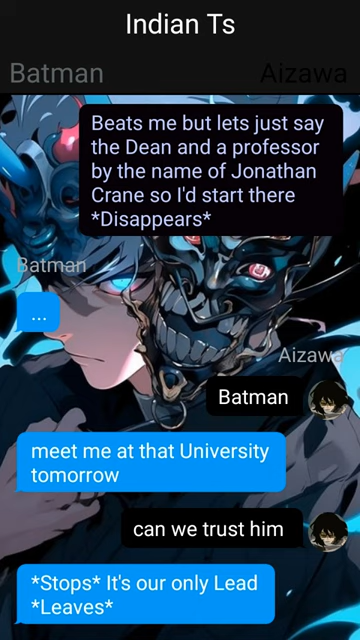 Indian Ts
Batman Aizawa
Beats me but lets just say
the Dean and a professor
by the name of Jonathan
Crane so I'd start there
*Disappears*
Batman
...
Aizawa
Batman
meet me at that University
tomorrow
can we trust him
*Stops* It's our only Lead
*Leaves*